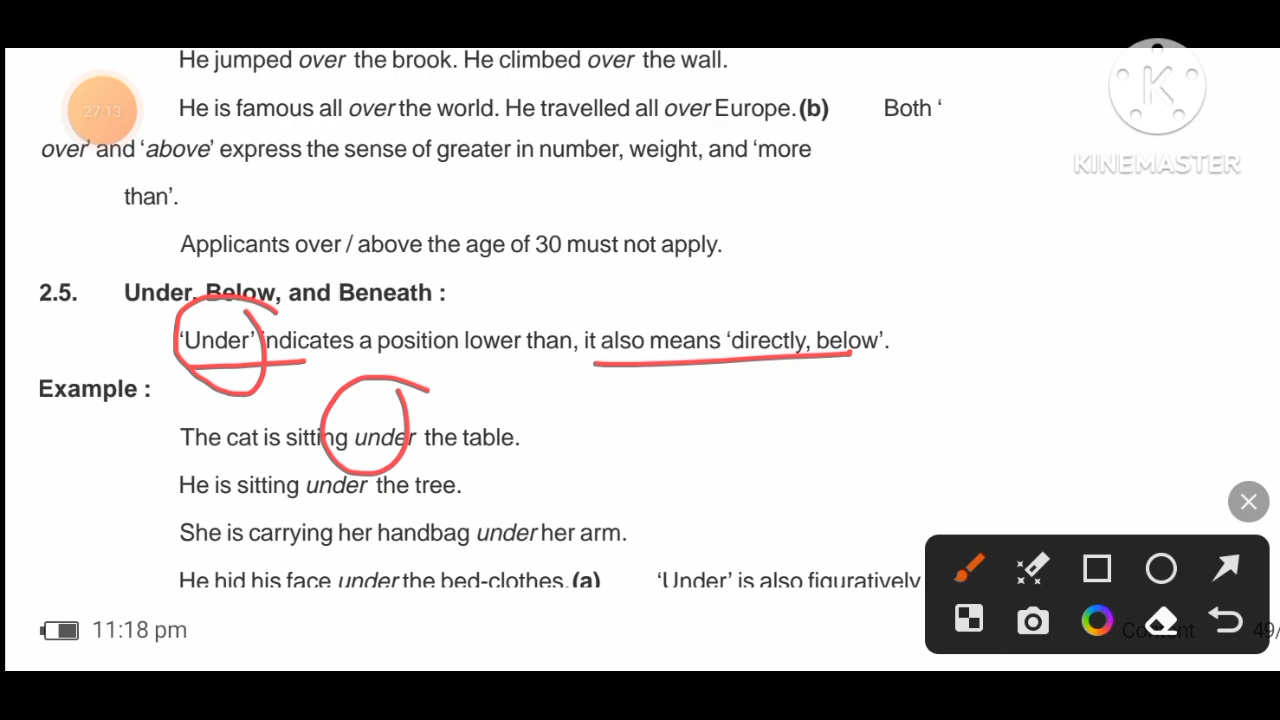 He jumped over the brook. He climbed over the wall.
27:13
He is famous all over the world. He travelled all over Europe.(b) Both ‘
over’ and ‘above’ express the sense of greater in number, weight, and ‘more
than’.
Applicants over / above the age of 30 must not apply.
2.5. Under, Below, and Beneath :
‘Under’ indicates a position lower than, it also means ‘directly, below’.
Example :
The cat is sitting under the table.
He is sitting under the tree.
She is carrying her handbag under her arm.
He hid his face under the bed-clothes.(a) ‘Under’ is also figuratively
11:18 pm
Content 49/
K
KINEMASTER